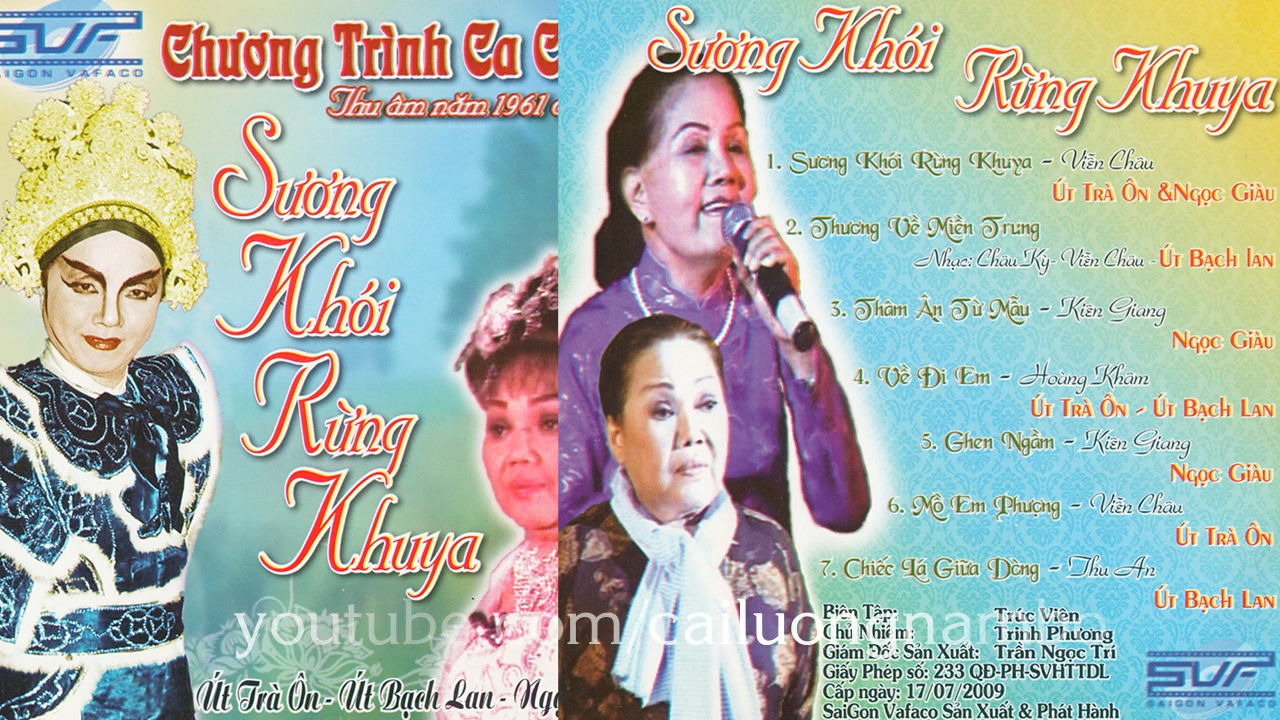 SVF
SAIGON VAFACO
Chương Trình Ca C
Thu âm năm 1961
Sương
Khói
Rừng
Khuya
Út Trà Ôn - Út Bạch Lan - Ngọ
Sương Khói
Rừng Khuya
1. Sương Khói Rừng Khuya - Viễn Châu
Út Trà Ôn &Ngọc Giàu
2. Thương Về Miền Trung
Nhạc: Châu Kỳ- Viễn Châu -Út Bạch lan
3. Thâm Ân Từ Mẫu - Kiên Giang
Ngọc Giàu
4. Về Đi Em - Hoàng Khâm
Út Trà Ôn - Út Bạch Lan
5. Ghen Ngầm - Kiên Giang
Ngọc Giàu
6. Mồ Em Phượng - Viễn Châu
Út Trà Ôn
7. Chiếc Lá Giữa Dòng - Thu An
Út Bạch Lan
youtube.com/cailuongnam
Biên Tập: Trúc Viên
Chủ Nhiệm: Trinh Phương
Giám Đốc Sản Xuất: Trần Ngọc Trí
Giấy Phép số: 233 QĐ-PH-SVHTTDL
Cấp ngày: 17/07/2009
SaiGon Vafaco Sản Xuất & Phát Hành
SVF
SAIGON VAFACO